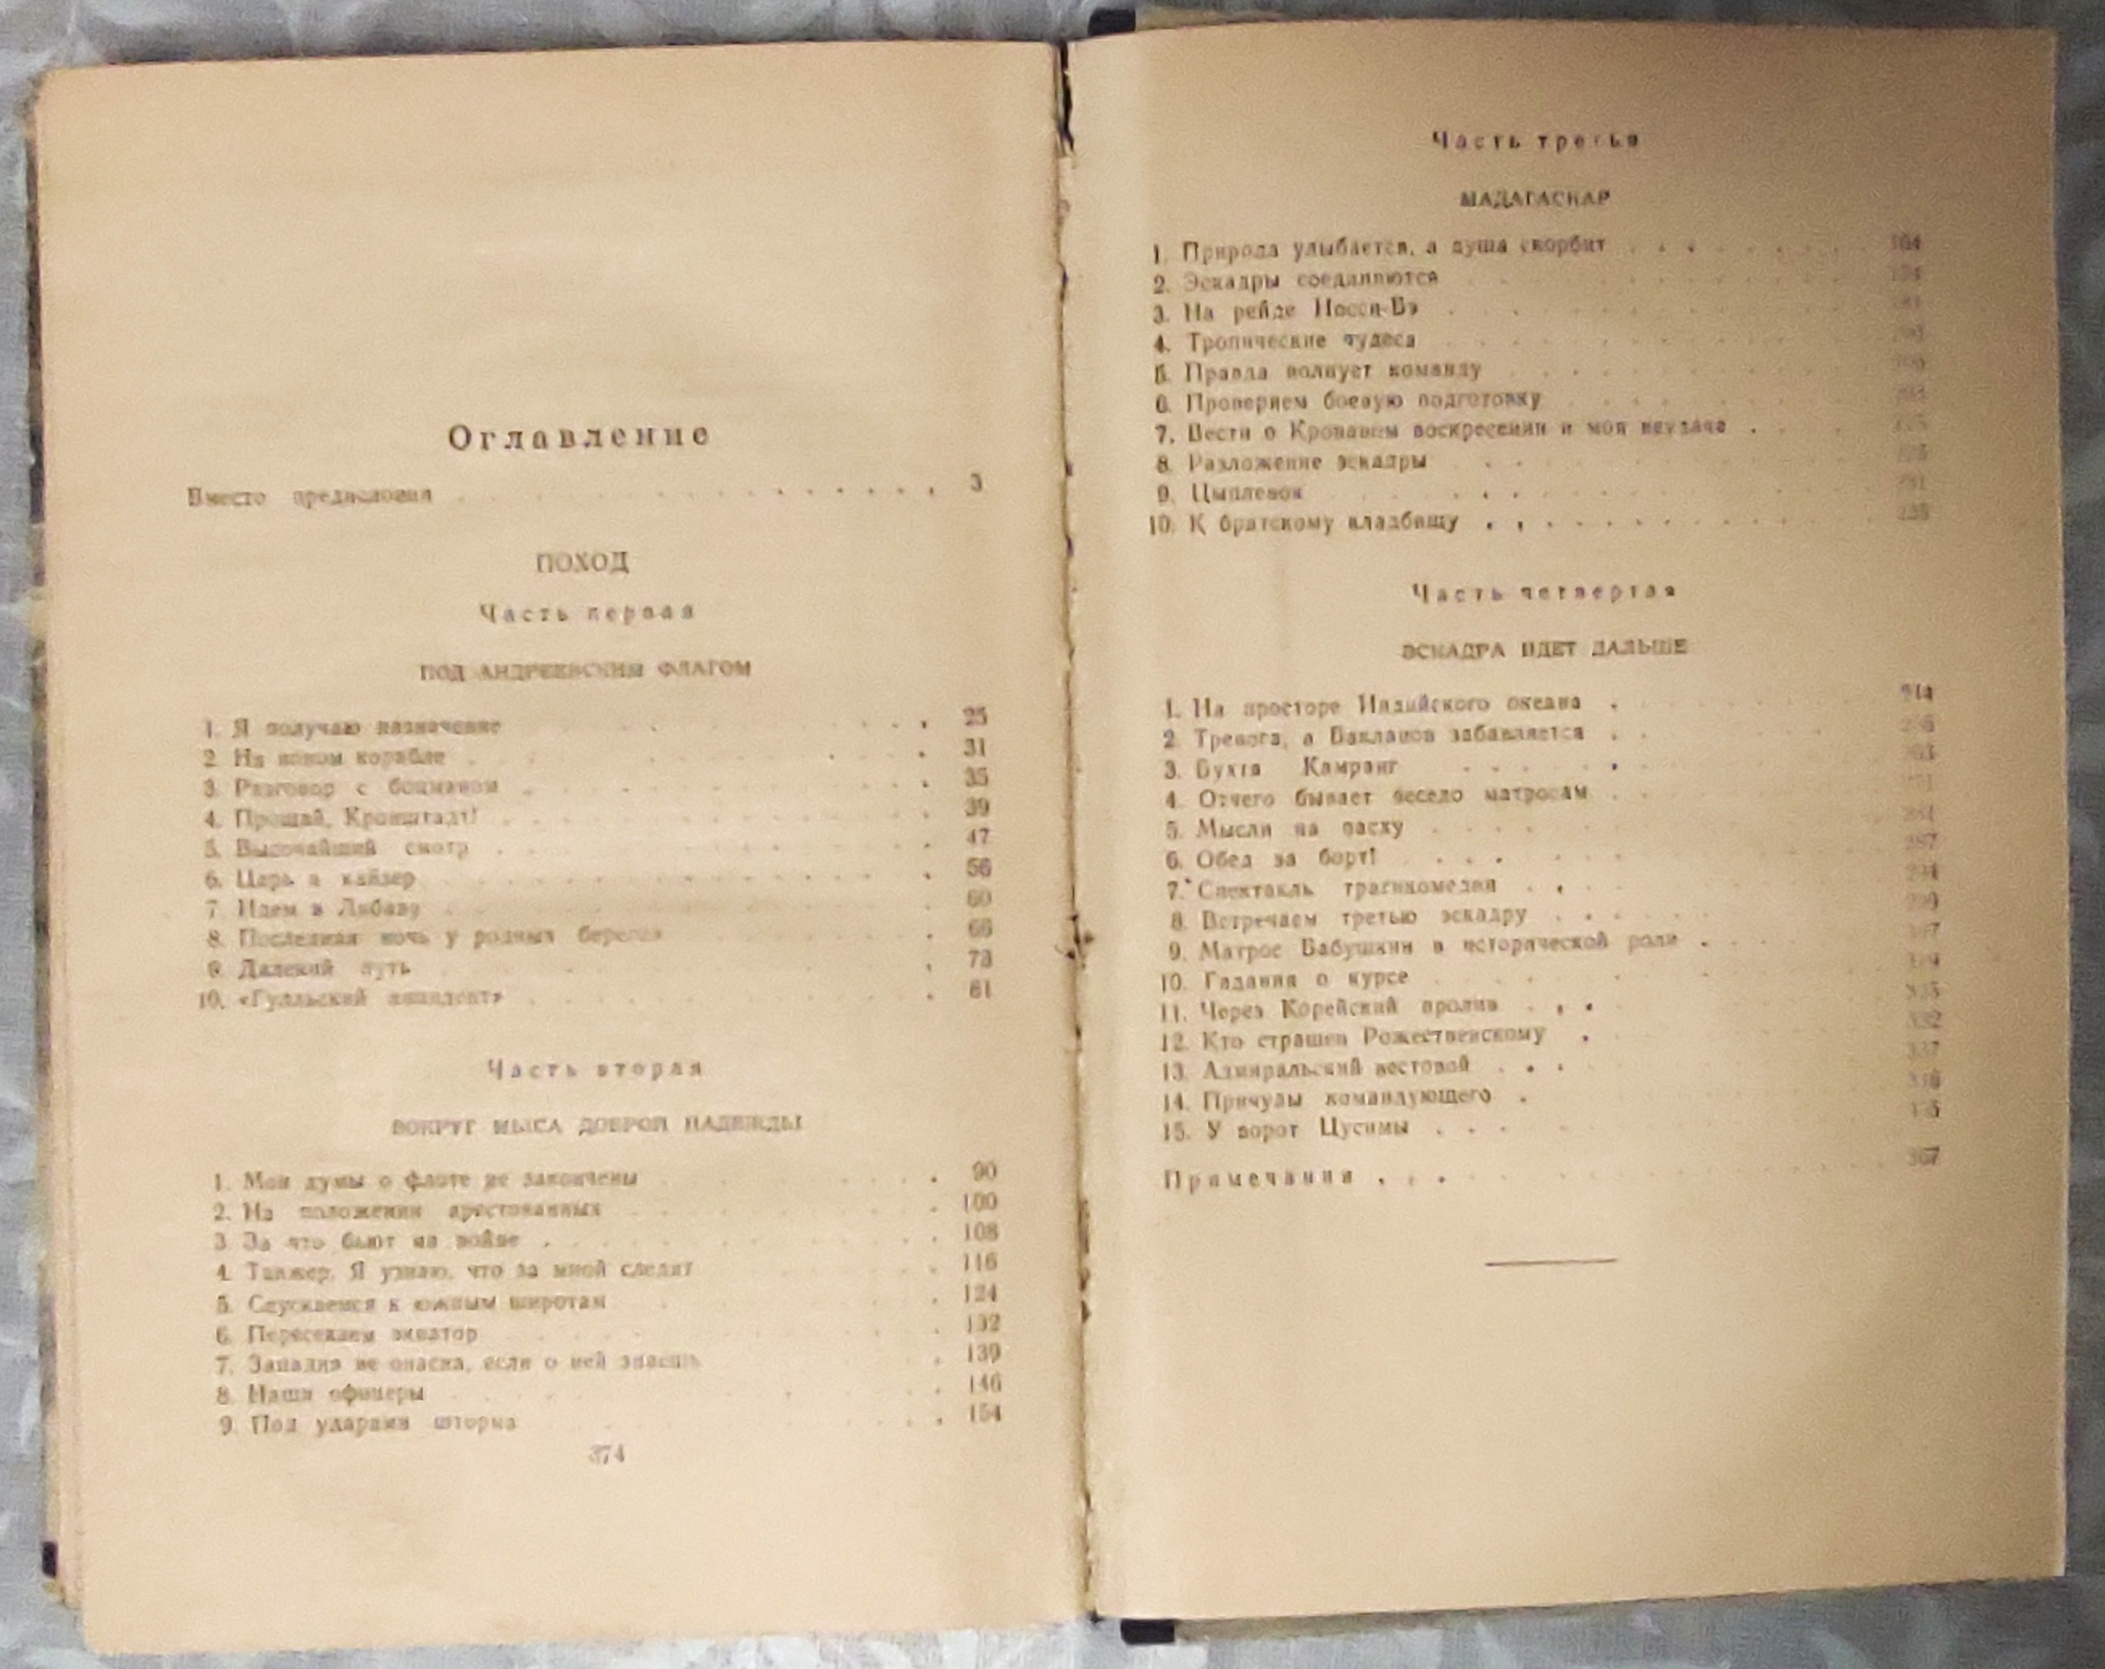 Оглавление
Вместо предисловия 3
ПОХОД
Часть первая
ПОД АНДРЕЕВСКИМ ФЛАГОМ
1. Я получаю назначение 25
2. На новом корабле 31
3. Разговор с боцманом 35
4. Прощай, Кронштадт! 39
5. Высочайший смотр 47
6. Царь и кайзер 56
7. Идем в Либаву 60
8. Последняя ночь у родных берегов 66
9. Далекий путь 73
10. «Гулльский инцидент» 81
Часть вторая
ВОКРУГ МЫСА ДОБРОЙ НАДЕЖДЫ
1. Мои думы о флоте не закончены 90
2. На положении арестованных 100
3. За что бьют на войне 108
4. Танжер. Я узнаю, что за мной следят 116
5. Спускаемся к южным широтам 124
6. Пересекаем экватор 132
7. Западня не опасна, если о ней знаешь 139
8. Наши офицеры 146
9. Под ударами шторма 154
374
Часть третья
МАДАГАСКАР
1. Природа улыбается, а душа скорбит 164
2. Эскадры соединяются 174
3. На рейде Носси-Бэ
4. Тропические чудеса
5. Правда волнует команду
6. Проверяем боевую подготовку
7. Вести о Кровавом воскресении и моя неудача
8. Разложение эскадры
9. Цыпленок
10. К братскому кладбищу
Часть четвертая
ЭСКАДРА ИДЕТ ДАЛЬШЕ
1. На просторе Индийского океана 244
2. Тревога, а Бакланов забавляется
3. Бухта Камранг 263
4. Отчего бывает весело матросам 271
5. Мысли на пасху 281
6. Обед за борт! 287
7. Спектакль трагикомедия
8. Встречаем третью эскадру 299
9. Матрос Бабушкин в исторической роли
10. Гадания о курсе
11. Через Корейский пролив
12. Кто страшен Рожественскому 332
13. Адмиральский вестовой 337
14. Причуды командующего
15. У ворот Цусимы
Примечания 367